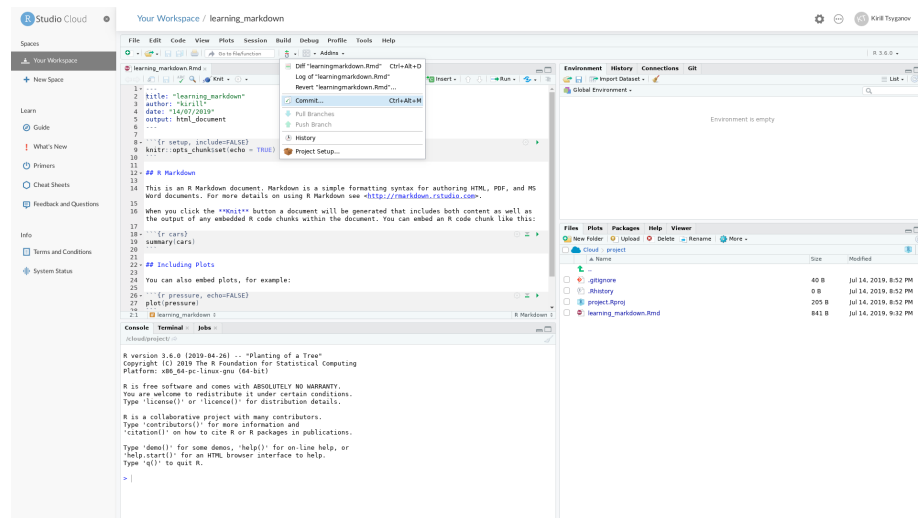 R Studio Cloud
Your Workspace / learning_markdown
Kirill Tsyganov
Spaces
Your Workspace
New Space
Learn
Guide
What's New
Primers
Cheat Sheets
Feedback and Questions
Info
Terms and Conditions
System Status
File Edit Code View Plots Session Build Debug Profile Tools Help
Go to file/function
Addins
R 3.6.0
learning_markdown.Rmd
Knit
Insert
Run
Diff "learningmarkdown.Rmd" Ctrl+Alt+D
Log of "learningmarkdown.Rmd"
Revert "learningmarkdown.Rmd"...
Commit... Ctrl+Alt+M
Pull Branches
Push Branch
History
Project Setup...
1 ---
2 title: "learning_markdown"
3 author: "kirill"
4 date: "14/07/2019"
5 output: html_document
6 ---
7
8 ```{r setup, include=FALSE}
9 knitr::opts_chunk$set(echo = TRUE)
10 ```
11
12 ## R Markdown
13
14 This is an R Markdown document. Markdown is a simple formatting syntax for authoring HTML, PDF, and MS
Word documents. For more details on using R Markdown see <http://rmarkdown.rstudio.com>.
15
16 When you click the **Knit** button a document will be generated that includes both content as well as
the output of any embedded R code chunks within the document. You can embed an R code chunk like this:
17
18 ```{r cars}
19 summary(cars)
20 ```
21
22 ## Including Plots
23
24 You can also embed plots, for example:
25
26 ```{r pressure, echo=FALSE}
27 plot(pressure)
28 ```
2:1 learning_markdown R Markdown
Console Terminal Jobs
/cloud/project/
R version 3.6.0 (2019-04-26) -- "Planting of a Tree"
Copyright (C) 2019 The R Foundation for Statistical Computing
Platform: x86_64-pc-linux-gnu (64-bit)
R is free software and comes with ABSOLUTELY NO WARRANTY.
You are welcome to redistribute it under certain conditions.
Type 'license()' or 'licence()' for distribution details.
R is a collaborative project with many contributors.
Type 'contributors()' for more information and
'citation()' on how to cite R or R packages in publications.
Type 'demo()' for some demos, 'help()' for on-line help, or
'help.start()' for an HTML browser interface to help.
Type 'q()' to quit R.
>
Environment History Connections Git
Import Dataset
List
Global Environment
Environment is empty
Files Plots Packages Help Viewer
New Folder Upload Delete Rename More
Cloud project
Name Size Modified
..
.gitignore 40 B Jul 14, 2019, 8:52 PM
.Rhistory 0 B Jul 14, 2019, 8:52 PM
project.Rproj 205 B Jul 14, 2019, 8:52 PM
learning_markdown.Rmd 841 B Jul 14, 2019, 9:32 PM